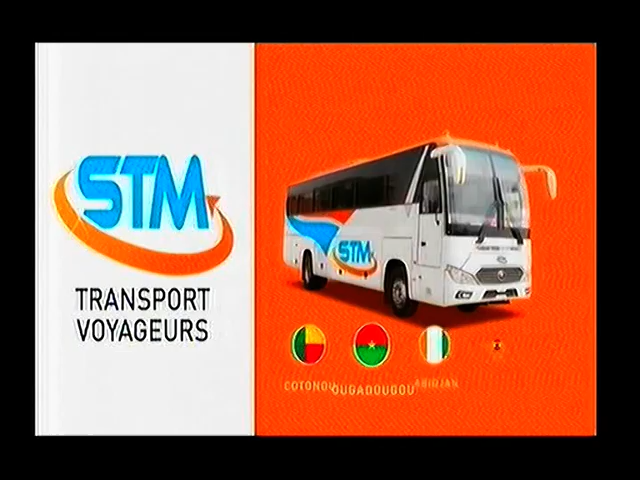 STM
TRANSPORT
VOYAGEURS
STM
COTONOU
OUGADOUGOU
ABIDJAN